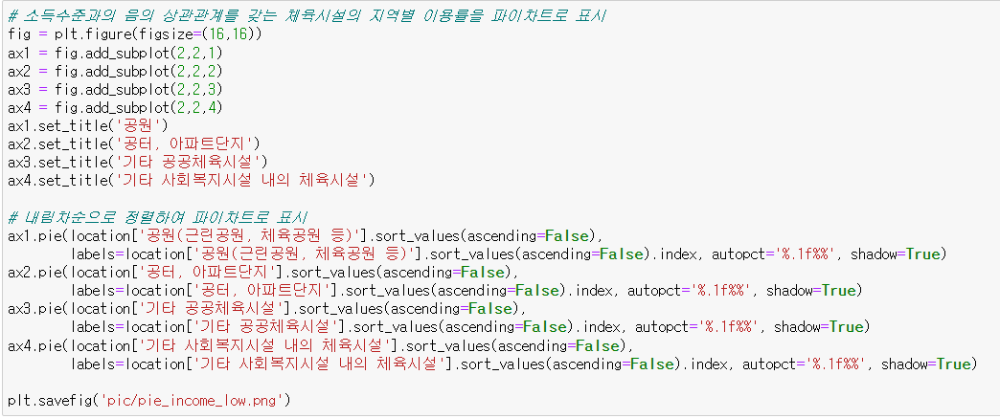 # 소득수준과의 음의 상관관계를 갖는 체육시설의 지역별 이용률을 파이차트로 표시
fig = plt.figure(figsize=(16,16))
ax1 = fig.add_subplot(2,2,1)
ax2 = fig.add_subplot(2,2,2)
ax3 = fig.add_subplot(2,2,3)
ax4 = fig.add_subplot(2,2,4)
ax1.set_title('공원')
ax2.set_title('공터, 아파트단지')
ax3.set_title('기타 공공체육시설')
ax4.set_title('기타 사회복지시설 내의 체육시설')

# 내림차순으로 정렬하여 파이차트로 표시
ax1.pie(location['공원(근린공원, 체육공원 등)'].sort_values(ascending=False),
        labels=location['공원(근린공원, 체육공원 등)'].sort_values(ascending=False).index, autopct='%.1f%%', shadow=True)
ax2.pie(location['공터, 아파트단지'].sort_values(ascending=False),
        labels=location['공터, 아파트단지'].sort_values(ascending=False).index, autopct='%.1f%%', shadow=True)
ax3.pie(location['기타 공공체육시설'].sort_values(ascending=False),
        labels=location['기타 공공체육시설'].sort_values(ascending=False).index, autopct='%.1f%%', shadow=True)
ax4.pie(location['기타 사회복지시설 내의 체육시설'].sort_values(ascending=False),
        labels=location['기타 사회복지시설 내의 체육시설'].sort_values(ascending=False).index, autopct='%.1f%%', shadow=True)

plt.savefig('pic/pie_income_low.png')